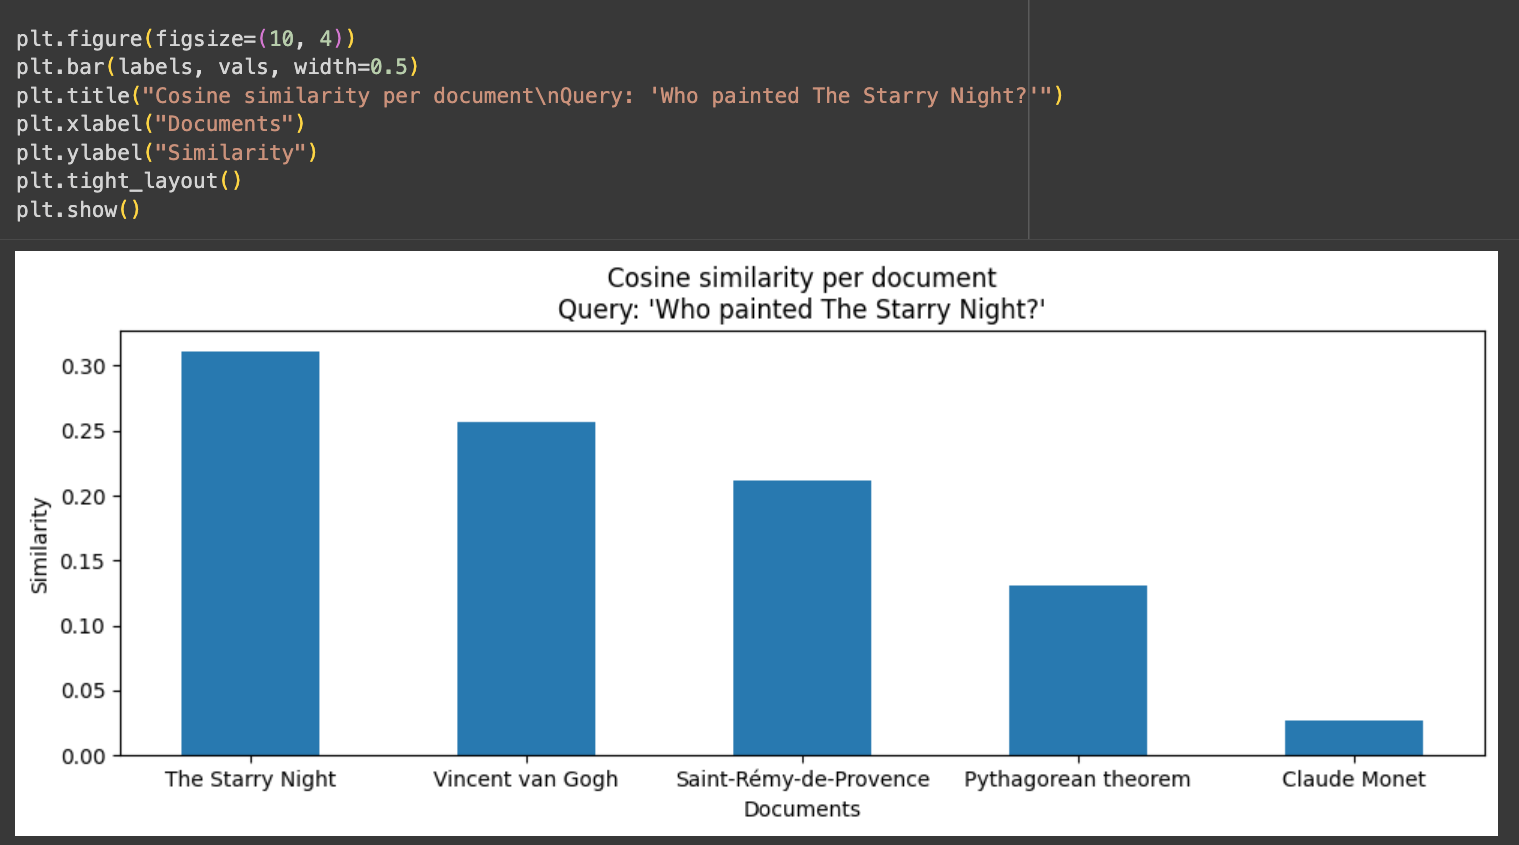 plt.figure(figsize=(10, 4))
plt.bar(labels, vals, width=0.5)
plt.title("Cosine similarity per document\nQuery: 'Who painted The Starry Night?'")
plt.xlabel("Documents")
plt.ylabel("Similarity")
plt.tight_layout()
plt.show()
Cosine similarity per document
Query: 'Who painted The Starry Night?'
Similarity
0.30
0.25
0.20
0.15
0.10
0.05
0.00
The Starry Night Vincent van Gogh Saint-Rémy-de-Provence Pythagorean theorem Claude Monet
Documents